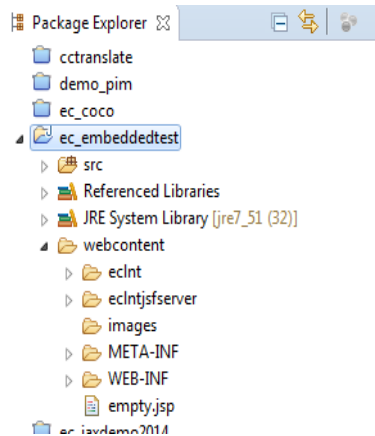 Package Explorer
cctranslate
demo_pim
ec_coco
ec_embeddedtest
src
Referenced Libraries
JRE System Library [jre7_51 (32)]
webcontent
eclnt
eclntjsfserver
images
META-INF
WEB-INF
empty.jsp
ec_jaxdemo2014